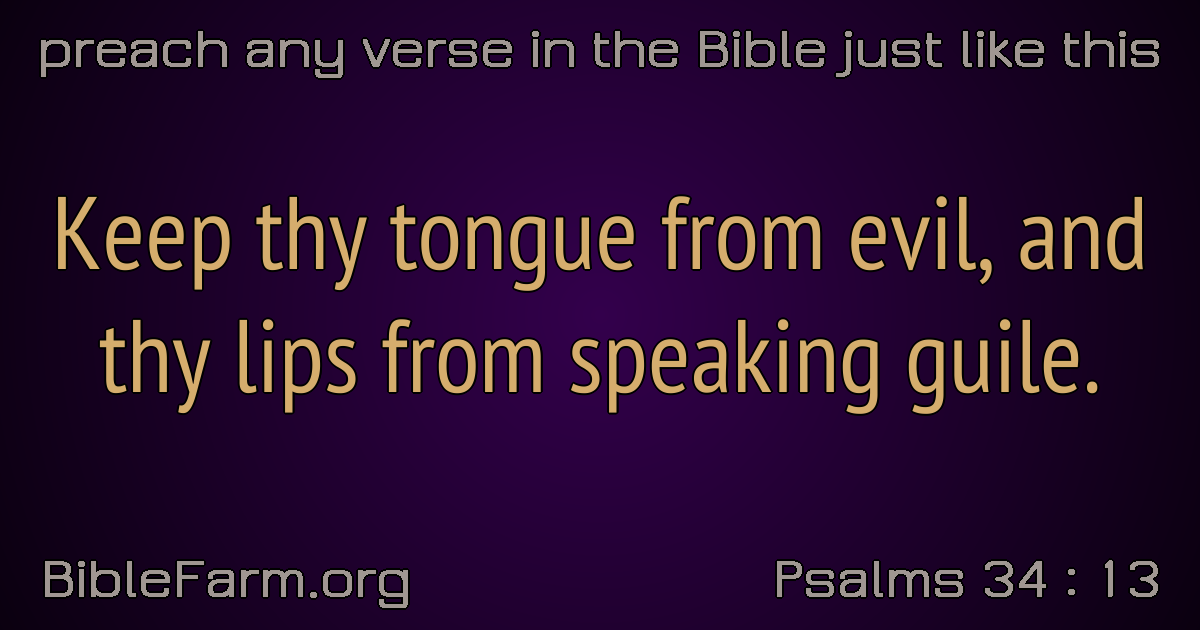 preach any verse in the Bible just like this
Keep thy tongue from evil, and
thy lips from speaking guile.
BibleFarm.org
Psalms 34 : 13